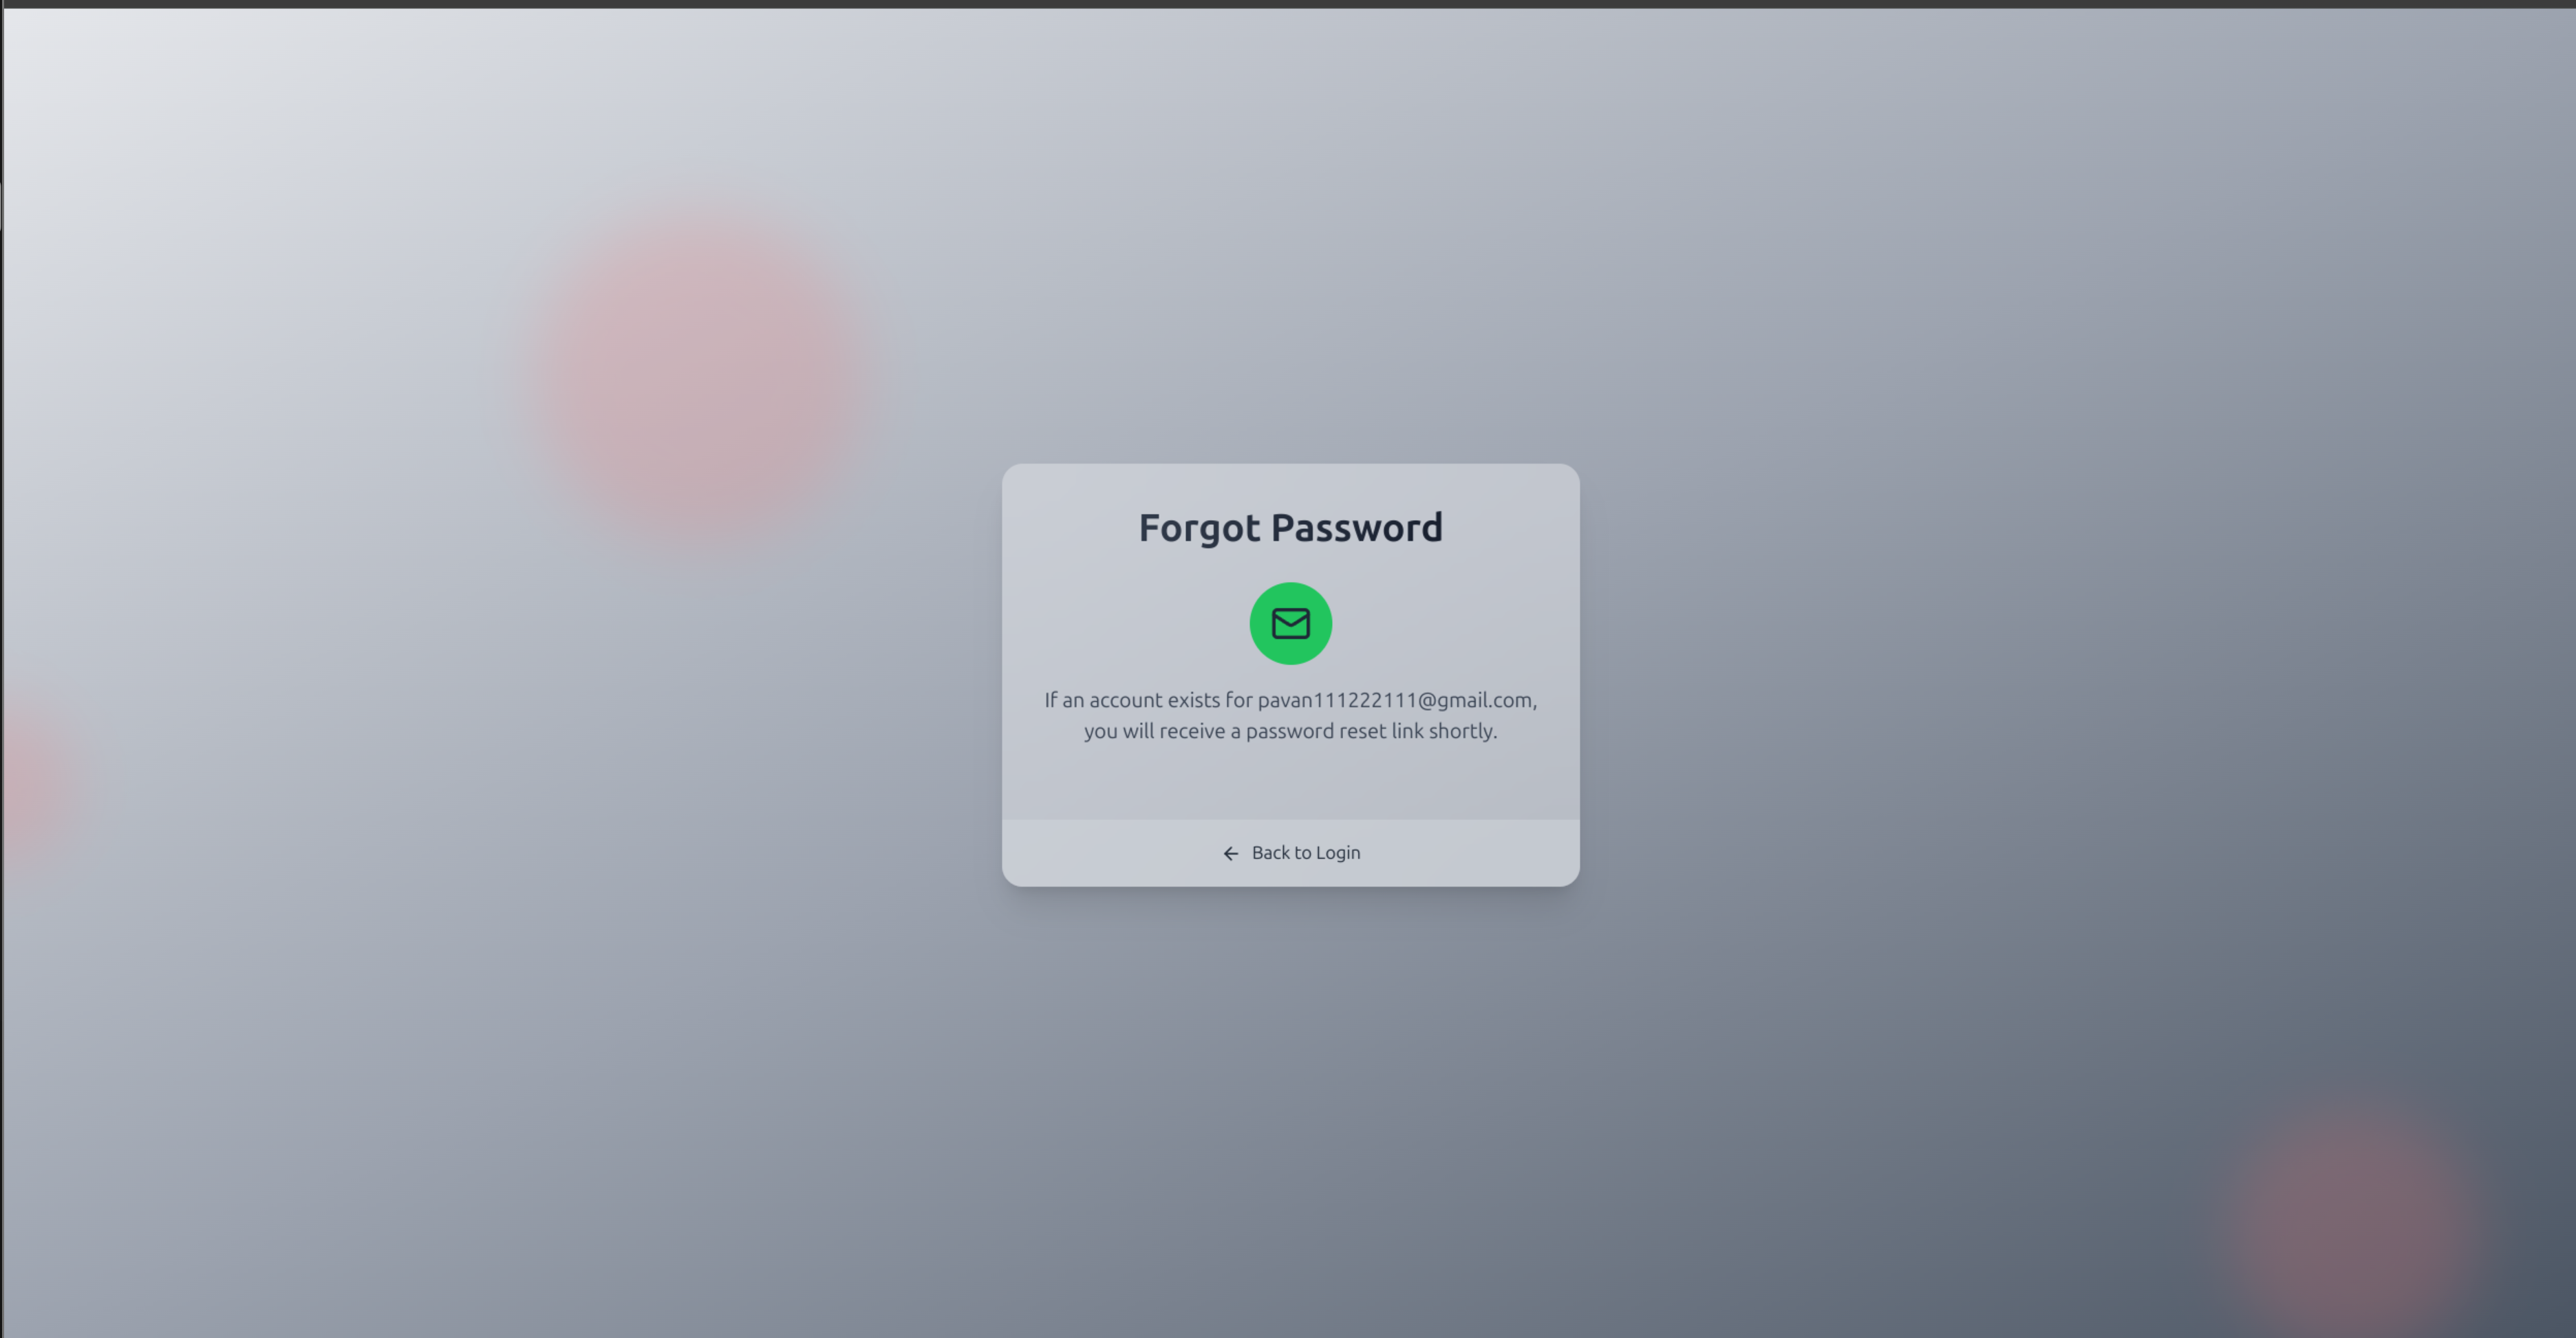 Forgot Password
If an account exists for pavan111222111@gmail.com,
you will receive a password reset link shortly.
Back to Login